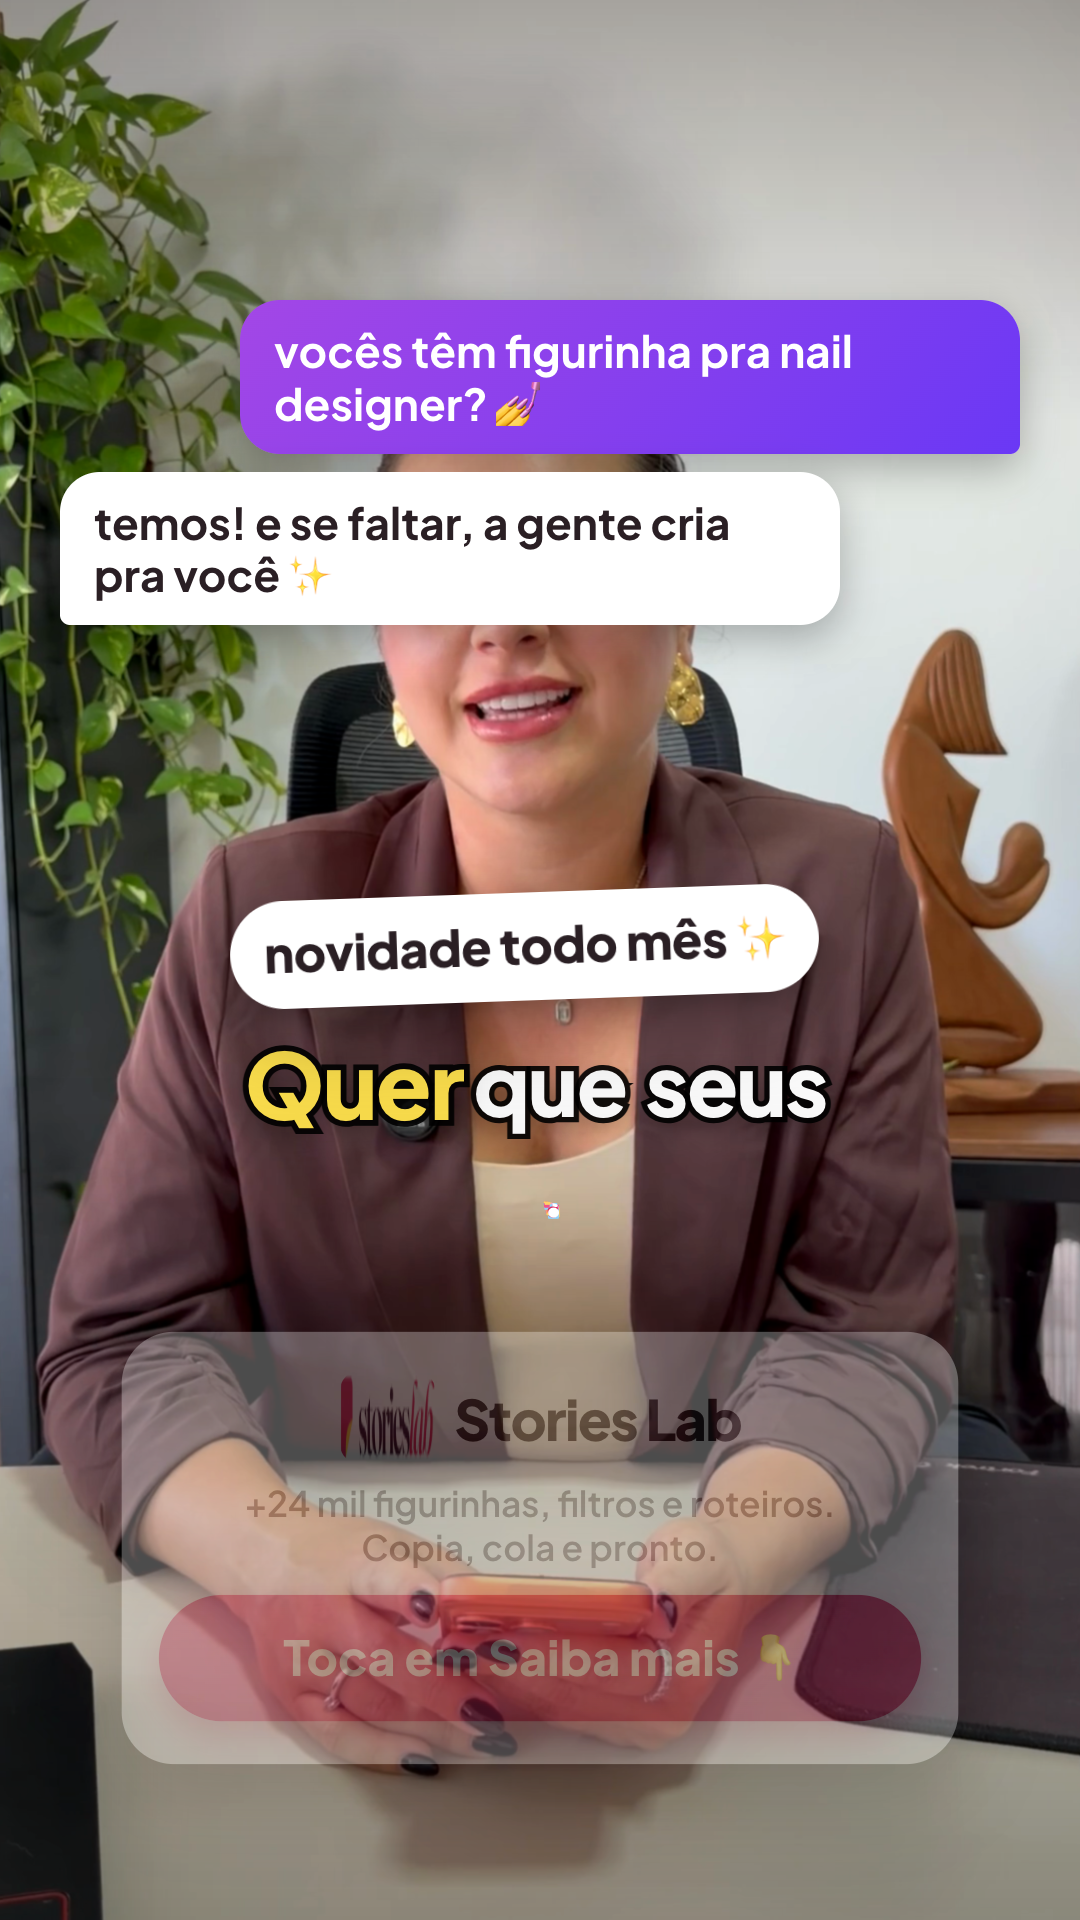 vocês têm figurinha pra nail
designer? 💅
temos! e se faltar, a gente cria
pra você ✨
novidade todo mês ✨
Quer que seus
storieslab Stories Lab
+24 mil figurinhas, filtros e roteiros.
Copia, cola e pronto.
Toca em Saiba mais 👇